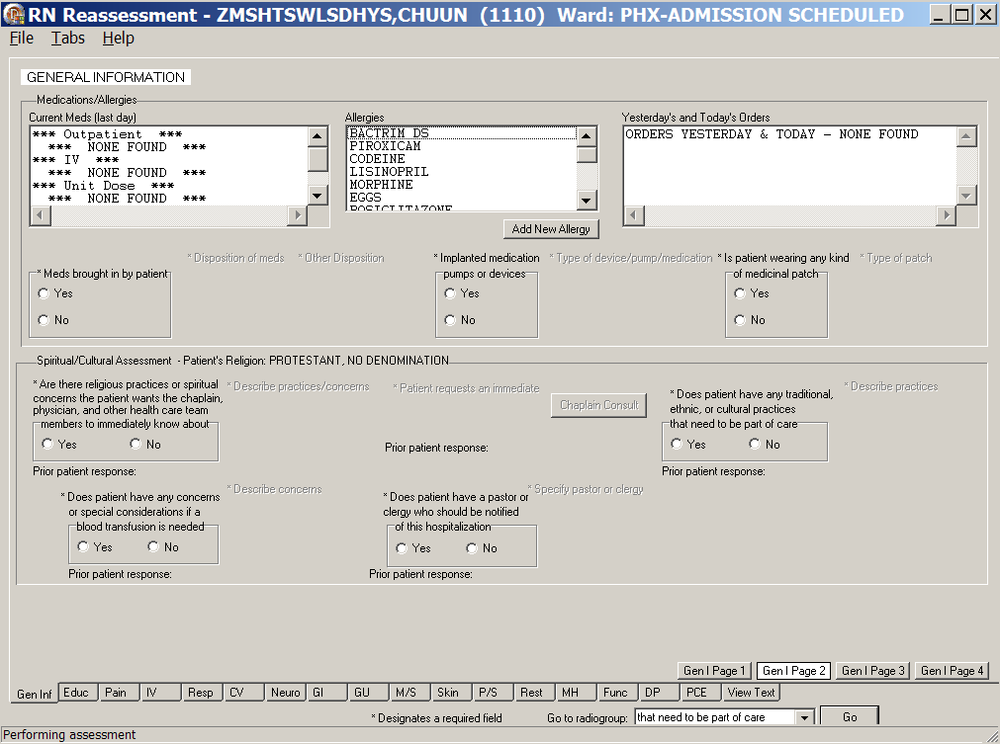 RN Reassessment - ZMSHTSWLSDHYS,CHUUN (1110) Ward: PHX-ADMISSION SCHEDULED
File Tabs Help
GENERAL INFORMATION
Medications/Allergies
Current Meds (last day)
*** Outpatient ***
*** NONE FOUND ***
*** IV ***
*** NONE FOUND ***
*** Unit Dose ***
*** NONE FOUND ***
Allergies
BACTRIM DS
PIROXICAM
CODEINE
LISINOPRIL
MORPHINE
EGGS
ROSIGLITAZONE
Add New Allergy
Yesterday's and Today's Orders
ORDERS YESTERDAY & TODAY - NONE FOUND
* Meds brought in by patient
Yes
No
* Disposition of meds
* Other Disposition
* Implanted medication
pumps or devices
Yes
No
* Type of device/pump/medication
* Is patient wearing any kind
of medicinal patch
Yes
No
* Type of patch
Spiritual/Cultural Assessment - Patient's Religion: PROTESTANT, NO DENOMINATION
* Are there religious practices or spiritual
concerns the patient wants the chaplain,
physician, and other health care team
members to immediately know about
Yes No
Prior patient response:
* Describe practices/concerns
* Patient requests an immediate
Chaplain Consult
Prior patient response:
* Does patient have any traditional,
ethnic, or cultural practices
that need to be part of care
Yes No
Prior patient response:
* Describe practices
* Does patient have any concerns
or special considerations if a
blood transfusion is needed
Yes No
Prior patient response:
* Describe concerns
* Does patient have a pastor or
clergy who should be notified
of this hospitalization
Yes No
Prior patient response:
* Specify pastor or clergy
Gen I Page 1 Gen I Page 2 Gen I Page 3 Gen I Page 4
Gen Inf Educ Pain IV Resp CV Neuro GI GU M/S Skin P/S Rest MH Func DP PCE View Text
* Designates a required field Go to radiogroup: that need to be part of care Go
Performing assessment